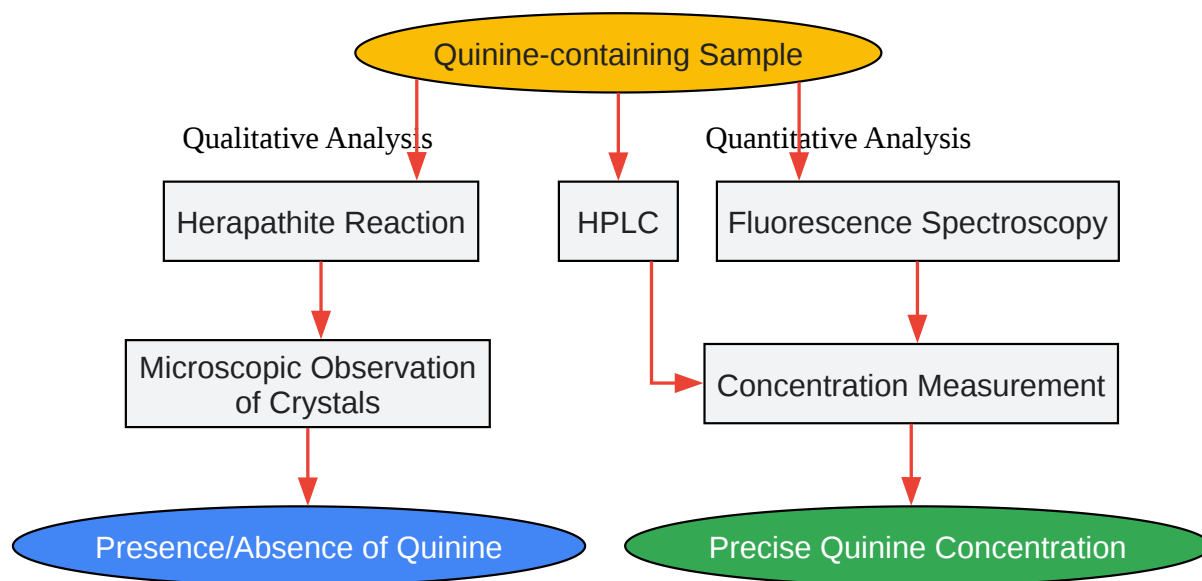 Quinine-containing Sample
Qualitative Analysis
Quantitative Analysis
Herapathite Reaction
HPLC
Fluorescence Spectroscopy
Microscopic Observation
of Crystals
Concentration Measurement
Presence/Absence of Quinine
Precise Quinine Concentration